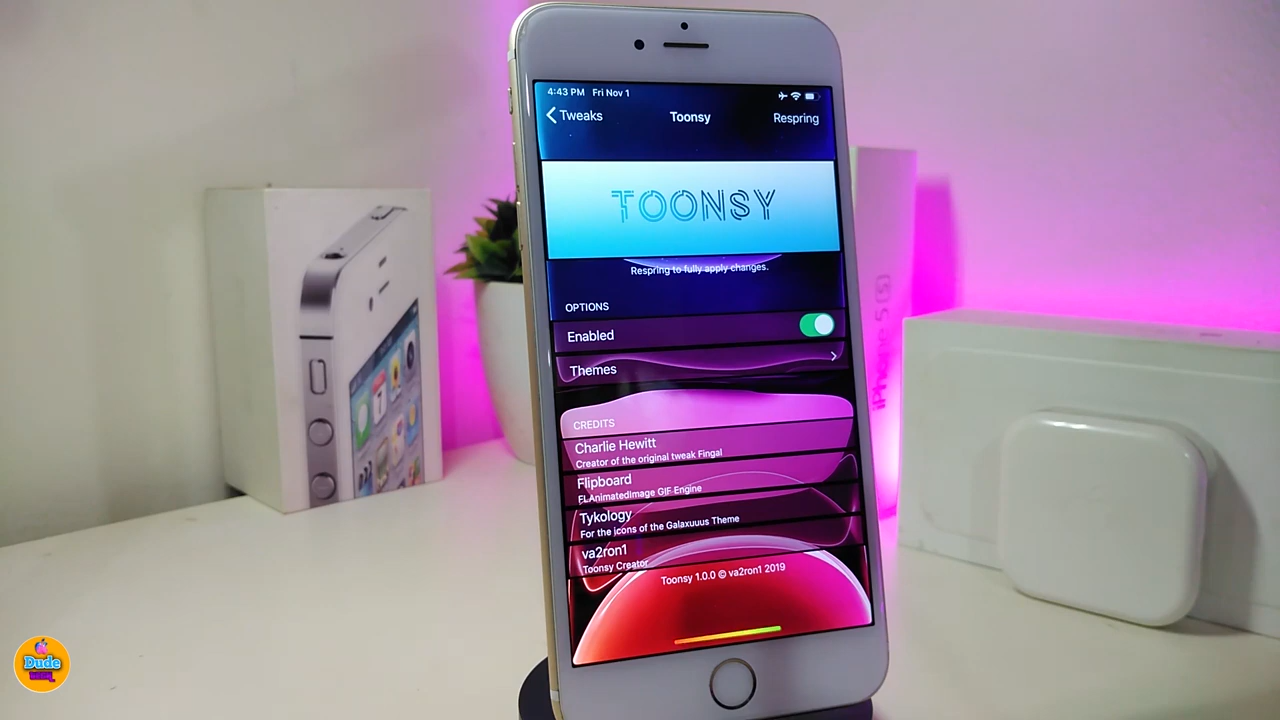 4:43 PM Fri Nov 1
Tweaks Toonsy Respring
TOONSY
Respring to fully apply changes.
OPTIONS
Enabled
Themes
CREDITS
Charlie Hewitt
Creator of the original tweak Fingal
Flipboard
FLAnimatedImage GIF Engine
Tykology
For the icons of the Galaxuuus Theme
va2ron1
Toonsy Creator
Toonsy 1.0.0 © va2ron1 2019
iPhone 5 S
Dude